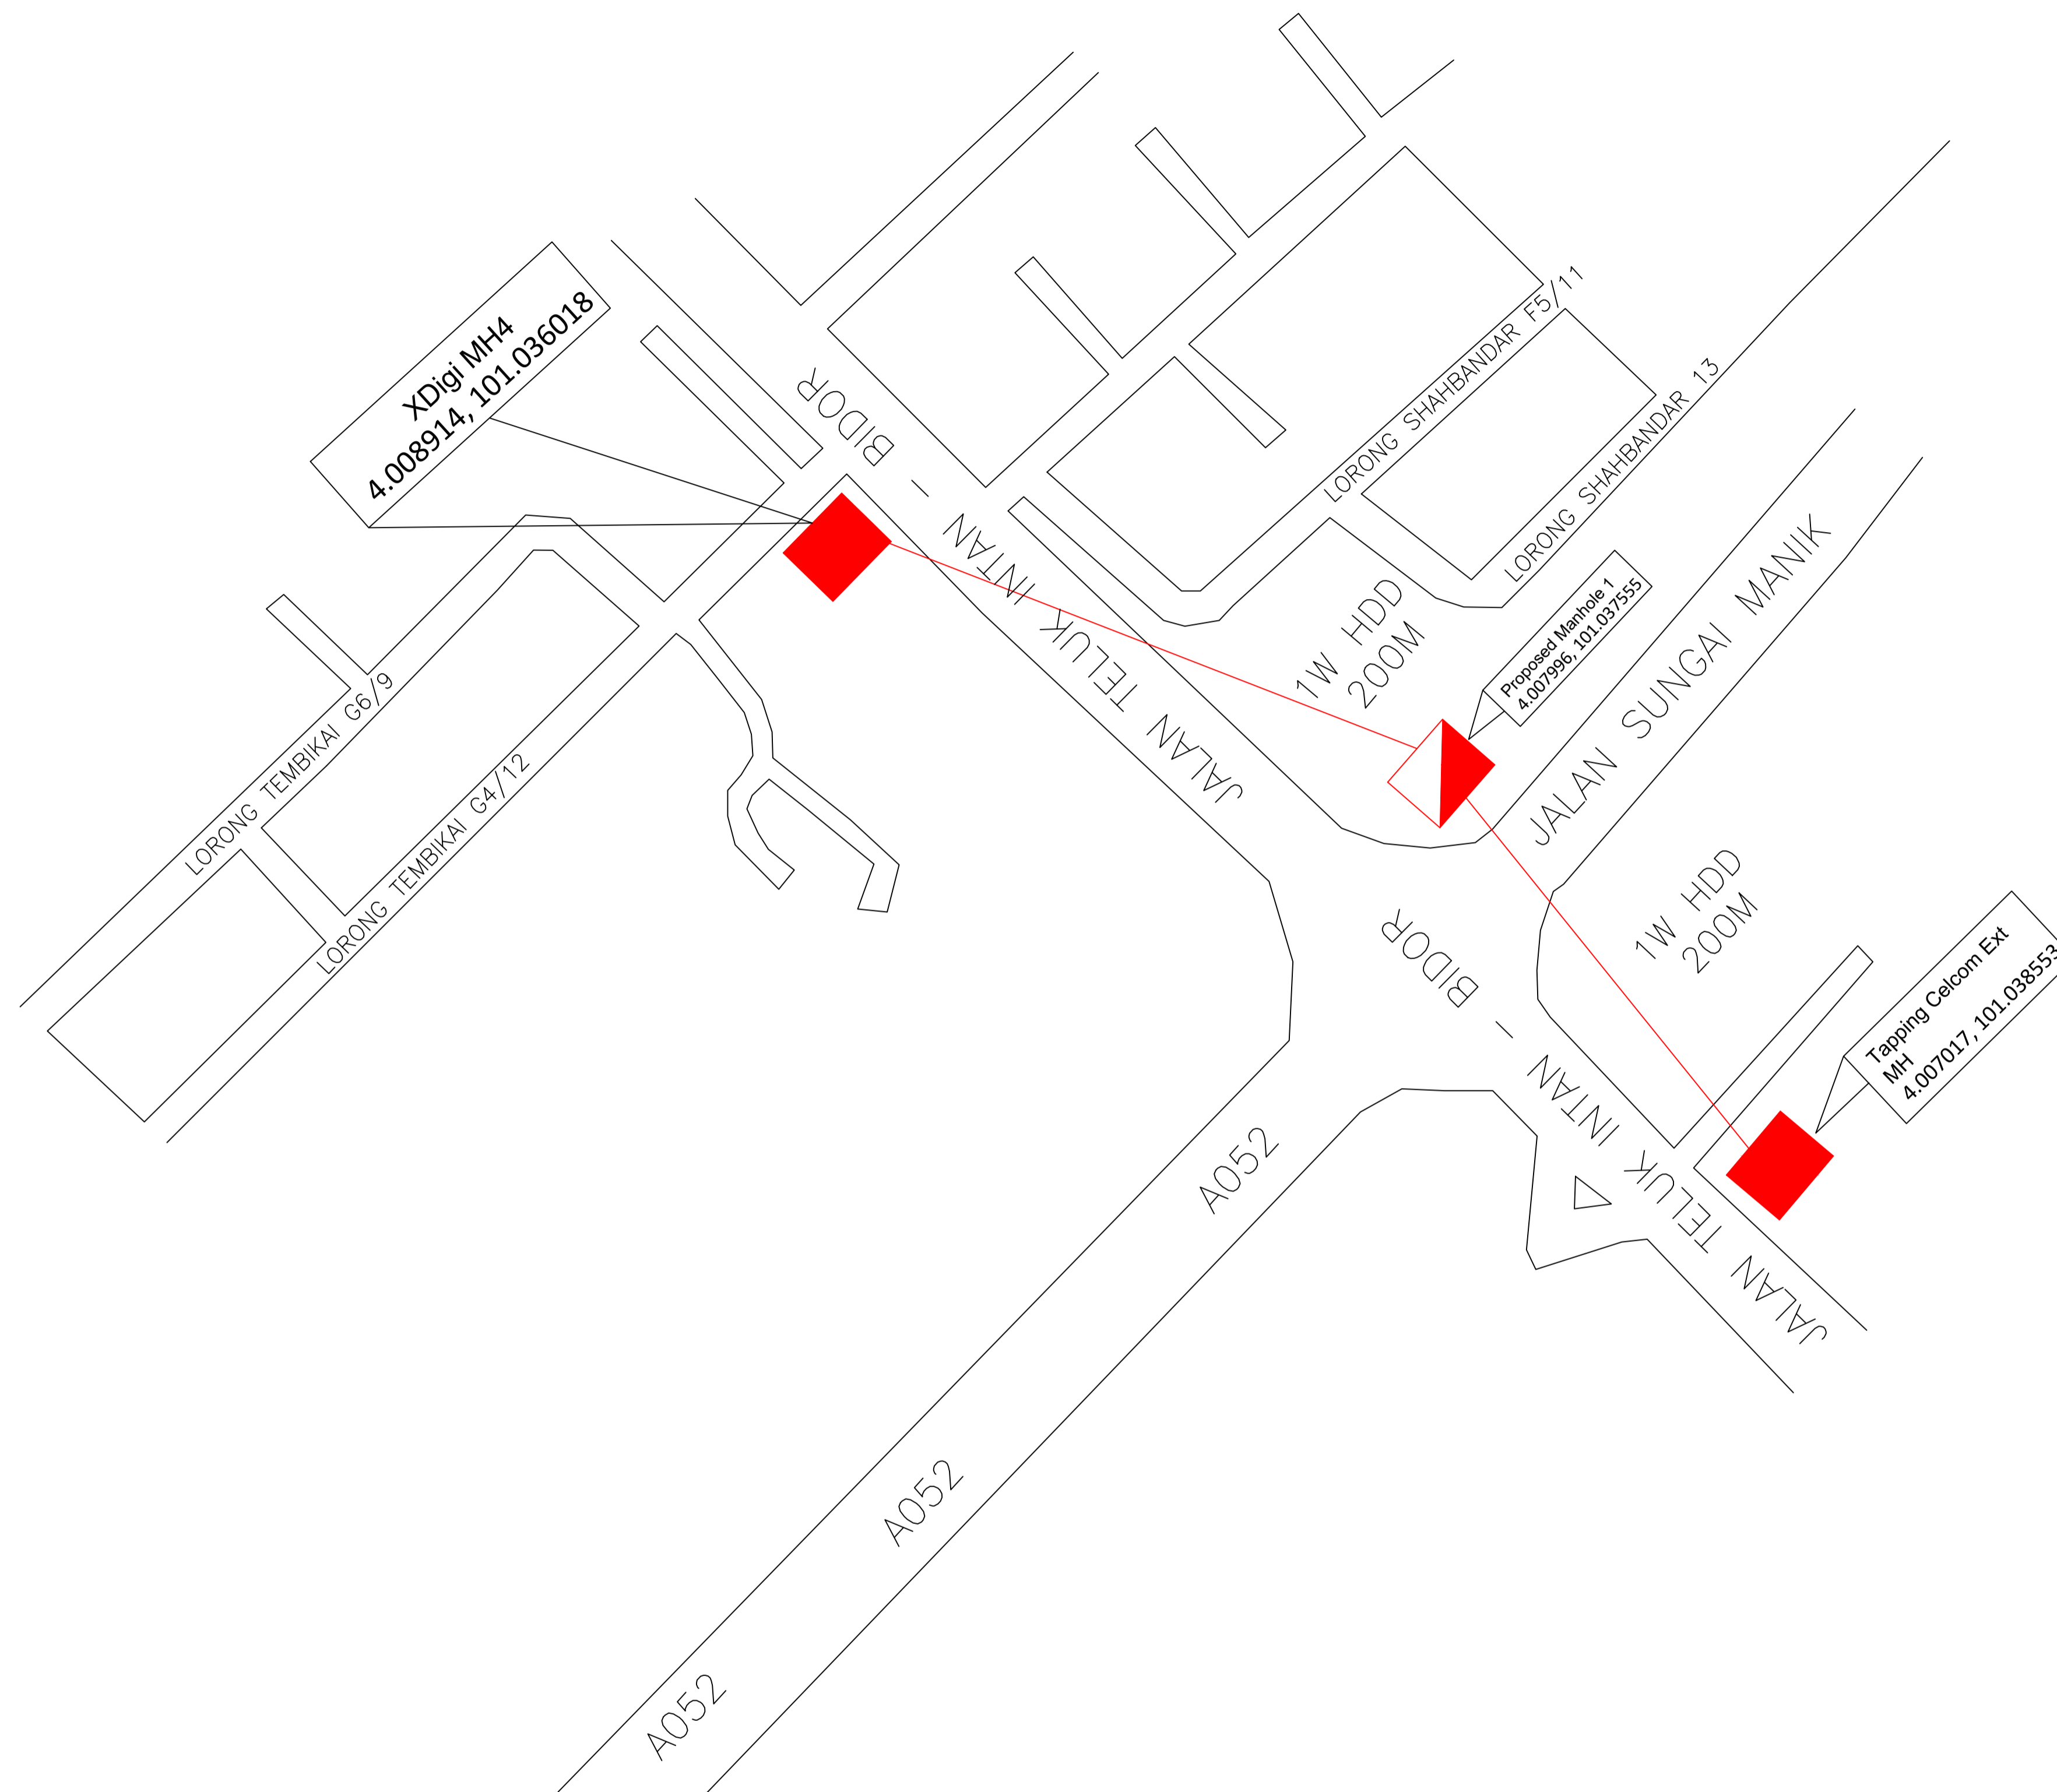 XDigi MH4
4.008914, 101.036018
JALAN TELUK INTAN - BIDOR
LORONG SHAHBANDAR F5/11
LORONG SHAHBANDAR 13
1W HDD
200M
Proposed Manhole 1
4.007996, 101.037555
JALAN SUNGAI MANIK
LORONG TEMBIKAI G6/9
LORONG TEMBIKAI G4/12
1W HDD
200M
Tapping Celcom Ext
MH
4.007017, 101.038553
JALAN TELUK INTAN - BIDOR
A052
A052
A052